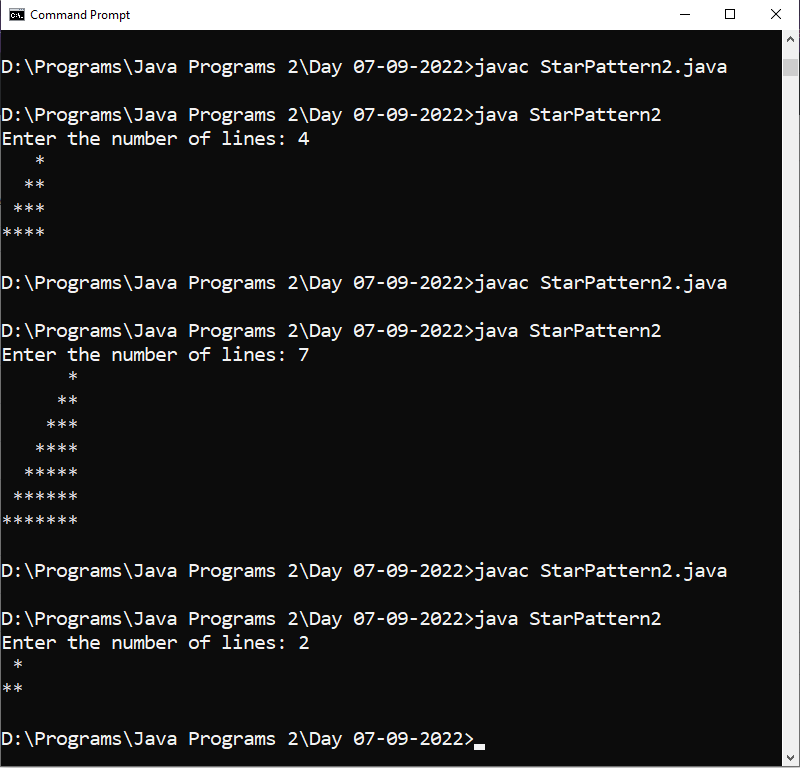 Command Prompt
D:\Programs\Java Programs 2\Day 07-09-2022>javac StarPattern2.java
D:\Programs\Java Programs 2\Day 07-09-2022>java StarPattern2
Enter the number of lines: 4
   *
  **
 ***
****
D:\Programs\Java Programs 2\Day 07-09-2022>javac StarPattern2.java
D:\Programs\Java Programs 2\Day 07-09-2022>java StarPattern2
Enter the number of lines: 7
      *
     **
    ***
   ****
  *****
 ******
*******
D:\Programs\Java Programs 2\Day 07-09-2022>javac StarPattern2.java
D:\Programs\Java Programs 2\Day 07-09-2022>java StarPattern2
Enter the number of lines: 2
 *
**
D:\Programs\Java Programs 2\Day 07-09-2022>